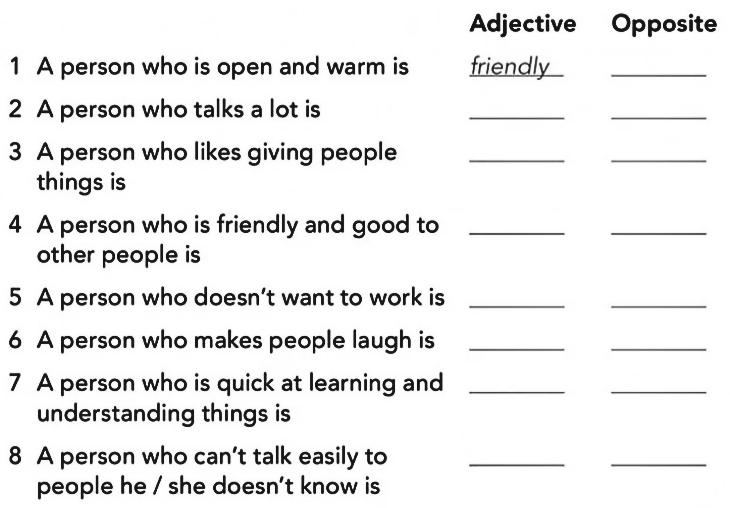 Adjective Opposite
1 A person who is open and warm is friendly
2 A person who talks a lot is
3 A person who likes giving people
things is
4 A person who is friendly and good to
other people is
5 A person who doesn't want to work is
6 A person who makes people laugh is
7 A person who is quick at learning and
understanding things is
8 A person who can't talk easily to
people he / she doesn't know is